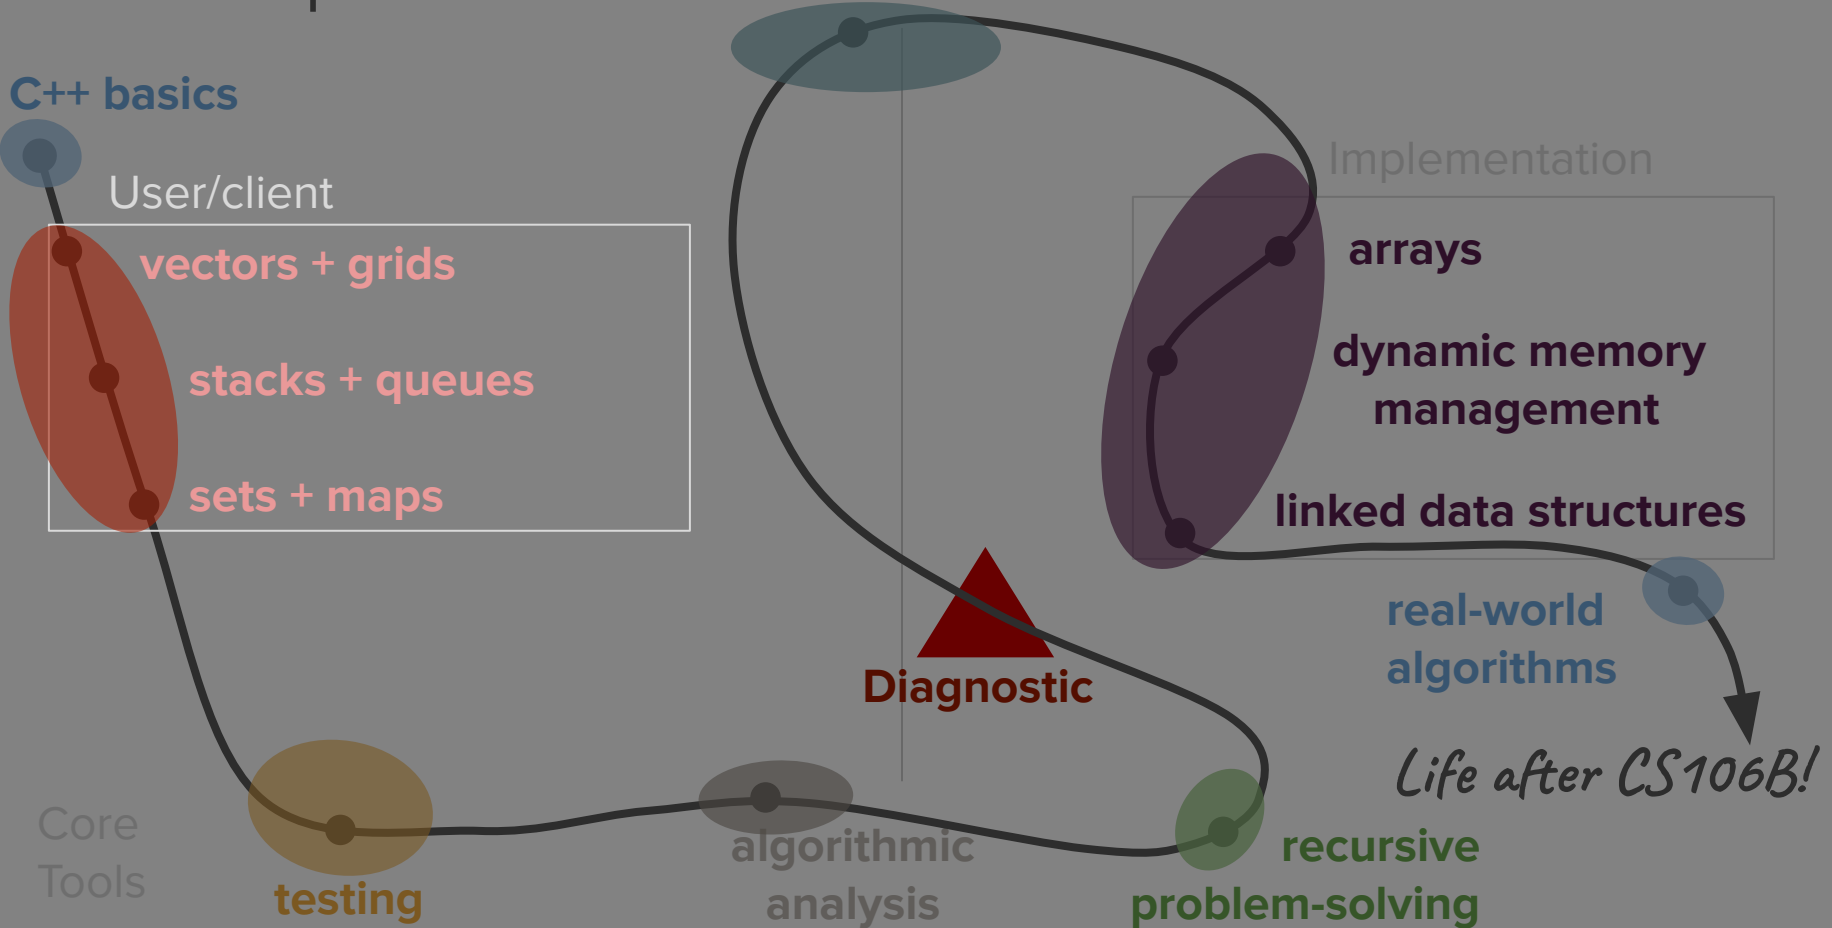 C++ basics
User/client
vectors + grids
stacks + queues
sets + maps
Core
Tools
testing
algorithmic
analysis
Diagnostic
recursive
problem-solving
Implementation
arrays
dynamic memory
management
linked data structures
real-world
algorithms
Life after CS106B!